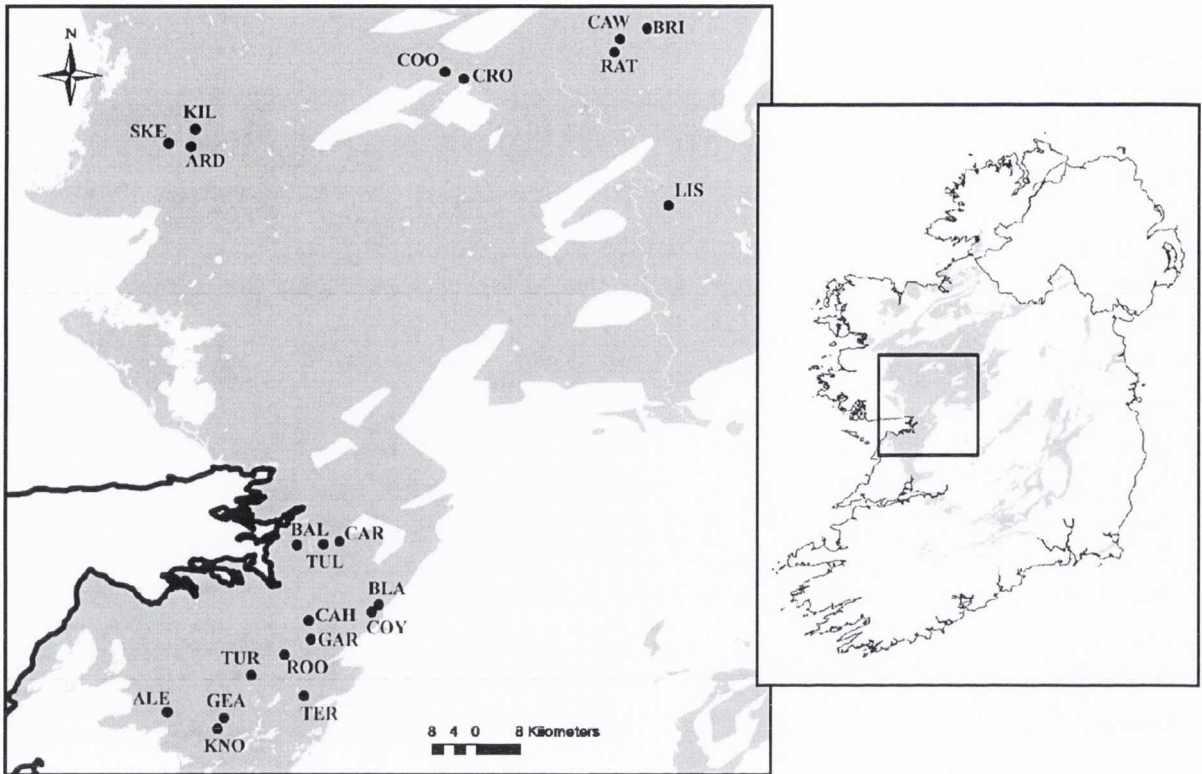 N
CAW
BRI
RAT
COO
CRO
KIL
SKE
ARD
LIS
BAL
CAR
TUL
BLA
COY
CAH
GAR
ROO
TUR
TER
ALE
GEA
KNO
8 4 0 8 Kilometers